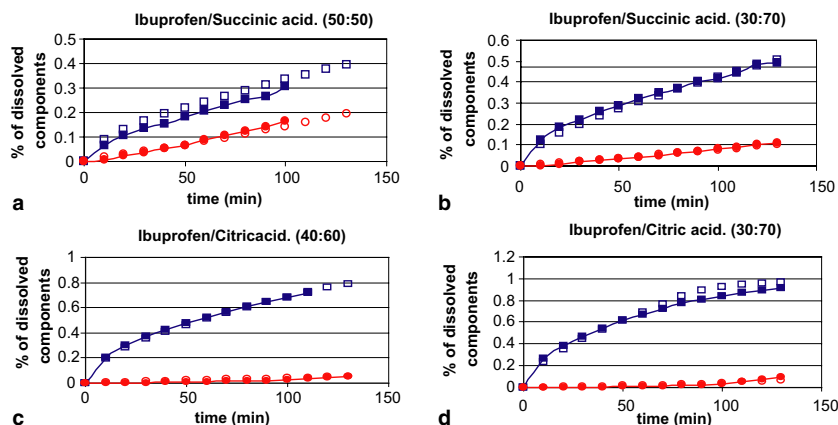 Ibuprofen/Succinic acid. (50:50)
% of dissolved
components
0.5
0.4
0.3
0.2
0.1
0
0
50
100
150
time (min)
a
Ibuprofen/Succinic acid. (30:70)
% of dissolved
components
0.6
0.5
0.4
0.3
0.2
0.1
0
0
50
100
150
time (min)
b
Ibuprofen/Citricacid. (40:60)
% of dissolved
components
1
0.8
0.6
0.4
0.2
0
0
50
100
150
time (min)
c
Ibuprofen/Citric acid. (30:70)
% of dissolved
components
1.2
1
0.8
0.6
0.4
0.2
0
0
50
100
150
time (min)
d